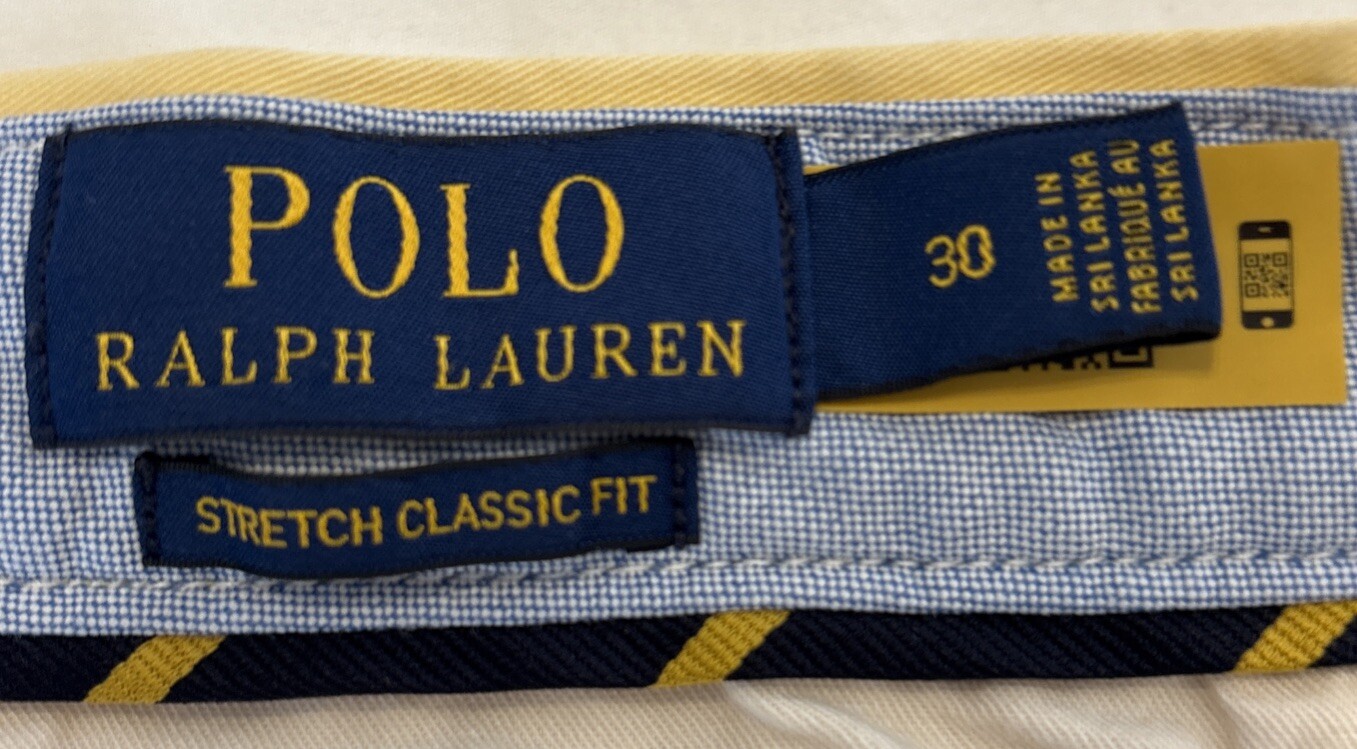 POLO
RALPH LAUREN
30
MADE IN
SRI LANKA
FABRIQUÉ AU
SRI LANKA
STRETCH CLASSIC FIT